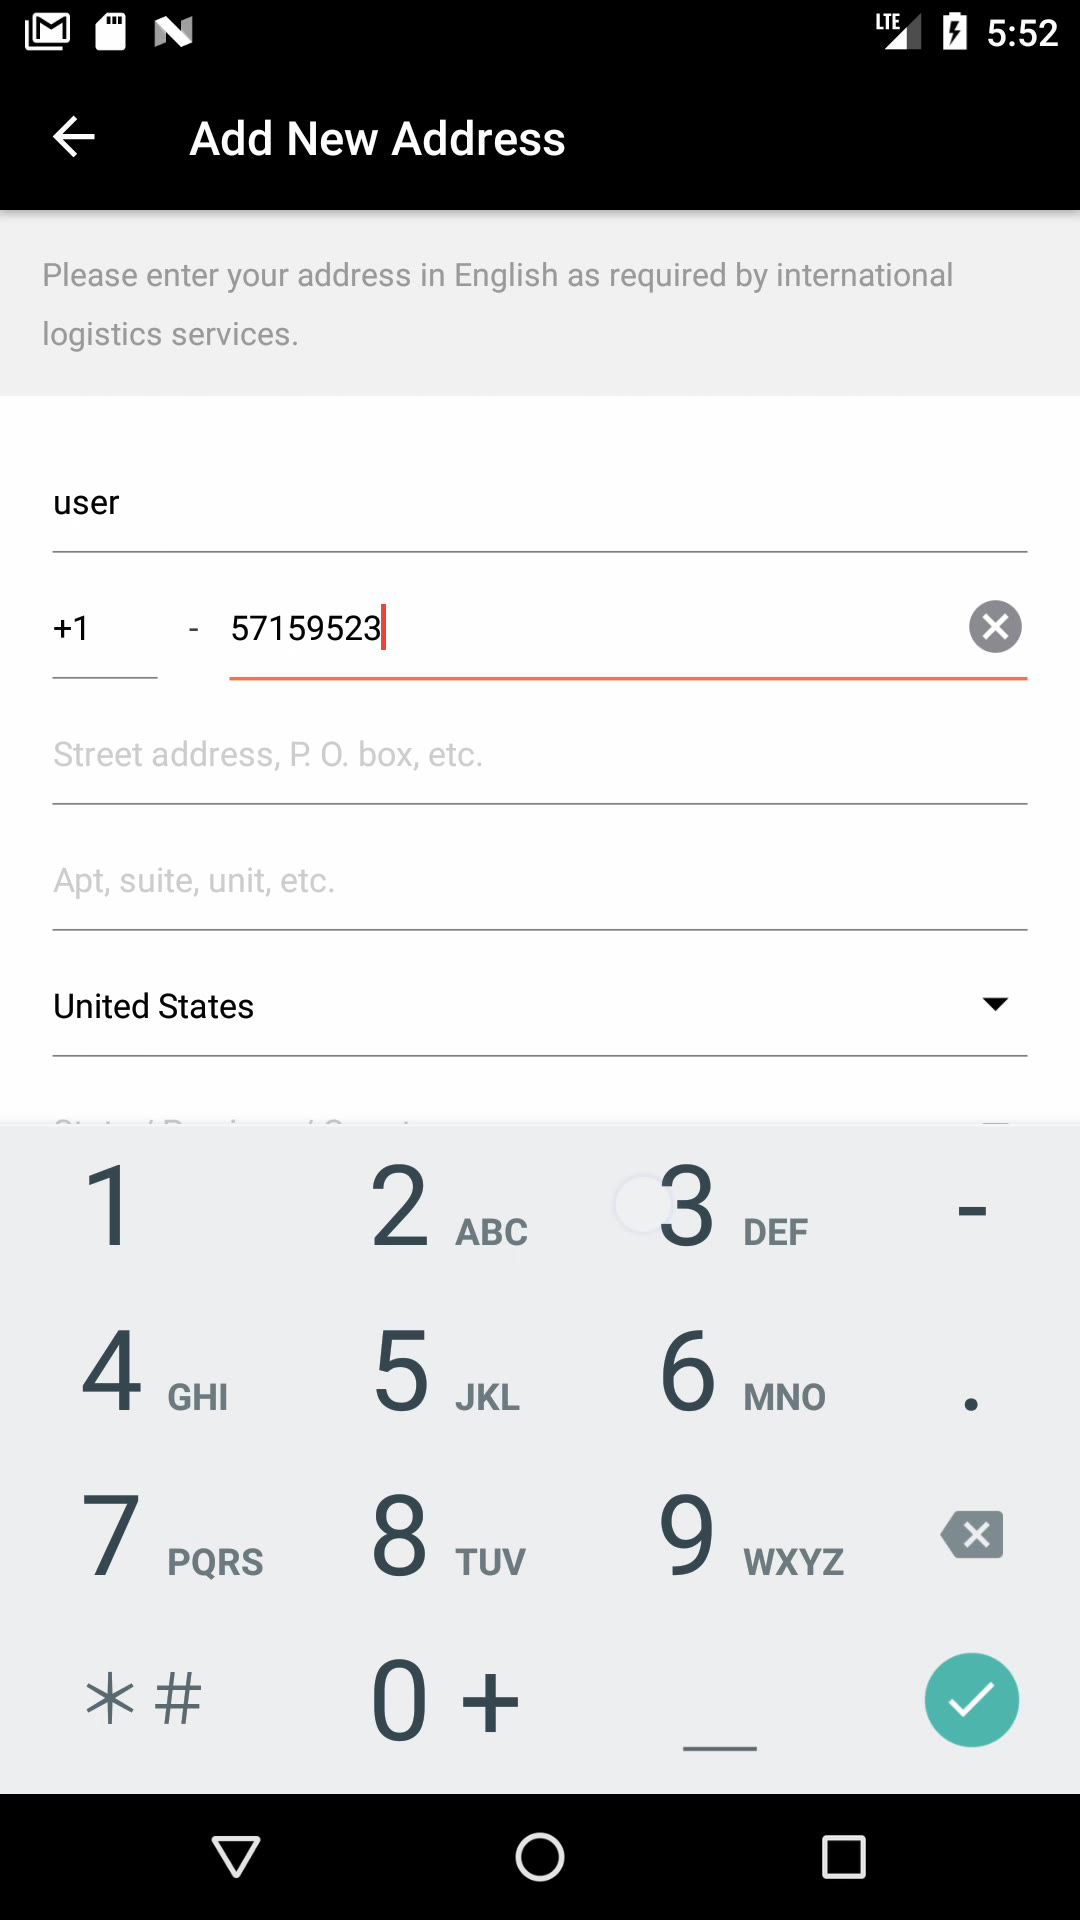 LTE 5:52
Add New Address
Please enter your address in English as required by international
logistics services.
user
+1 - 57159523
Street address, P. O. box, etc.
Apt, suite, unit, etc.
United States
1 2 ABC 3 DEF -
4 GHI 5 JKL 6 MNO .
7 PQRS 8 TUV 9 WXYZ
* # 0 + _